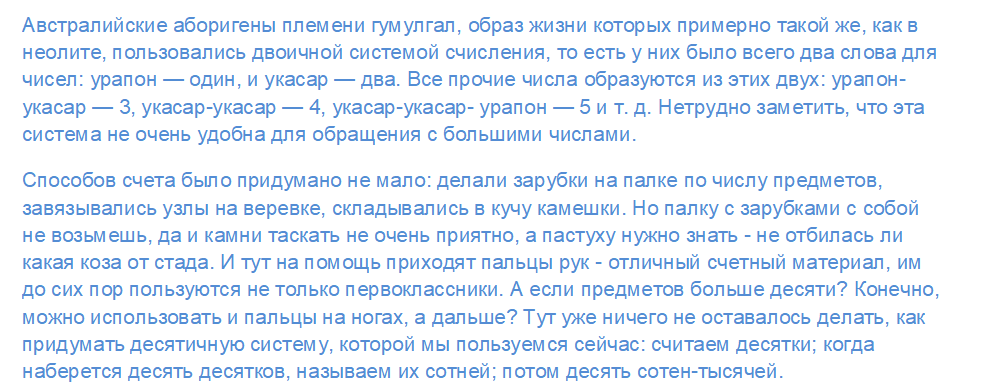 Австралийские аборигены племени гумулгал, образ жизни которых примерно такой же, как в
неолите, пользовались двоичной системой счисления, то есть у них было всего два слова для
чисел: урапон — один, и укасар — два. Все прочие числа образуются из этих двух: урапон-
укасар — 3, укасар-укасар — 4, укасар-укасар- урапон — 5 и т. д. Нетрудно заметить, что эта
система не очень удобна для обращения с большими числами.
Способов счета было придумано не мало: делали зарубки на палке по числу предметов,
завязывались узлы на веревке, складывались в кучу камешки. Но палку с зарубками с собой
не возьмешь, да и камни таскать не очень приятно, а пастуху нужно знать - не отбилась ли
какая коза от стада. И тут на помощь приходят пальцы рук - отличный счетный материал, им
до сих пор пользуются не только первоклассники. А если предметов больше десяти? Конечно,
можно использовать и пальцы на ногах, а дальше? Тут уже ничего не оставалось делать, как
придумать десятичную систему, которой мы пользуемся сейчас: считаем десятки; когда
наберется десять десятков, называем их сотней; потом десять сотен-тысячей.